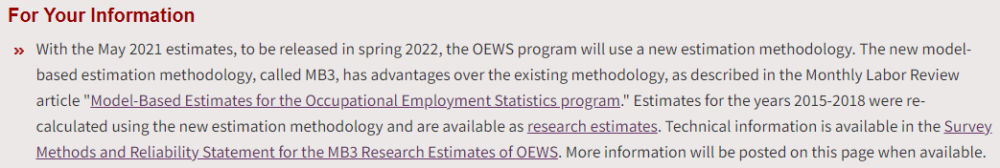 For Your Information
» With the May 2021 estimates, to be released in spring 2022, the OEWS program will use a new estimation methodology. The new model-
based estimation methodology, called MB3, has advantages over the existing methodology, as described in the Monthly Labor Review
article "Model-Based Estimates for the Occupational Employment Statistics program." Estimates for the years 2015-2018 were re-
calculated using the new estimation methodology and are available as research estimates. Technical information is available in the Survey
Methods and Reliability Statement for the MB3 Research Estimates of OEWS. More information will be posted on this page when available.